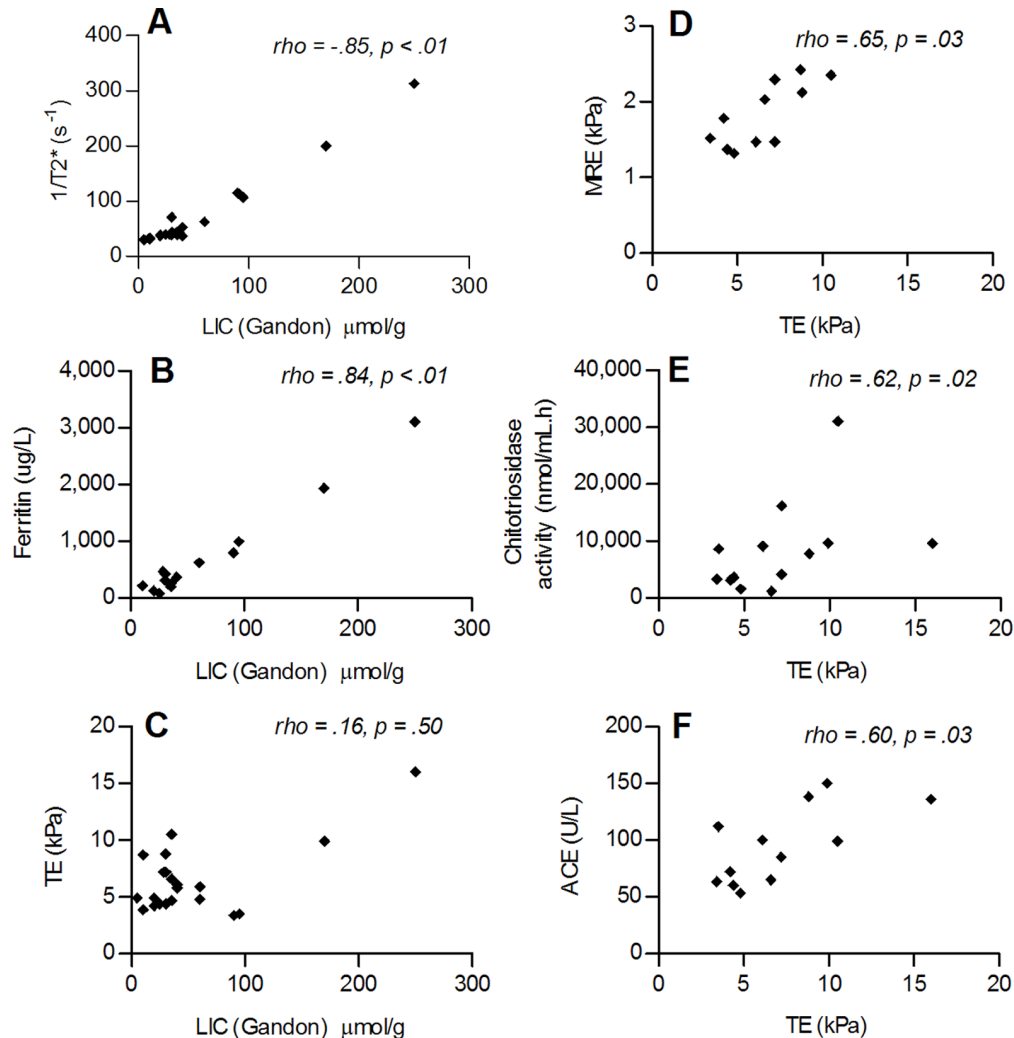 A
rho = -.85, p < .01
400
300
200
100
0
1/T2* (s⁻¹)
0 100 200 300
LIC (Gandon) μmol/g
D
rho = .65, p = .03
3
2
1
0
MRE (kPa)
0 5 10 15 20
TE (kPa)
B
rho = .84, p < .01
4,000
3,000
2,000
1,000
0
Ferritin (ug/L)
0 100 200 300
LIC (Gandon) μmol/g
E
rho = .62, p = .02
40,000
30,000
20,000
10,000
0
Chitotriosidase
activity (nmol/mL.h)
0 5 10 15 20
TE (kPa)
C
rho = .16, p = .50
20
15
10
5
0
TE (kPa)
0 100 200 300
LIC (Gandon) μmol/g
F
rho = .60, p = .03
200
150
100
50
0
ACE (U/L)
0 5 10 15 20
TE (kPa)